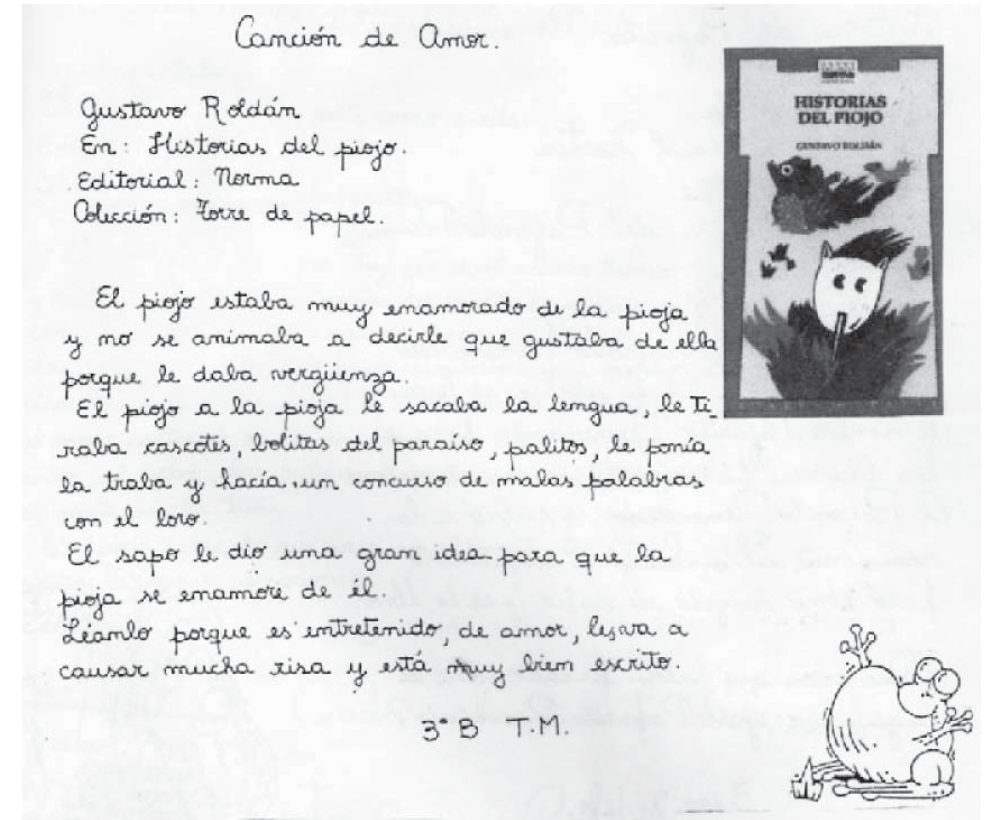 Canción de Amor.
HISTORIAS
DEL PIOJO
GUSTAVO ROLDÁN
Gustavo Roldán
En: Historias del piojo.
Editorial: Norma
Colección: Torre de papel.
El piojo estaba muy enamorado de la pioja
y no se animaba a decirle que gustaba de ella
porque le daba vergüenza.
El piojo a la pioja le sacaba la lengua, le ti_
raba cascotes, bolitas del paraíso, palitos, le ponía
la traba y hacía un concurso de malas palabras
con el loro.
El sapo le dio una gran idea para que la
pioja se enamore de él.
Léanlo porque es entretenido, de amor, les va a
causar mucha risa y está muy bien escrito.
3° B T.M.